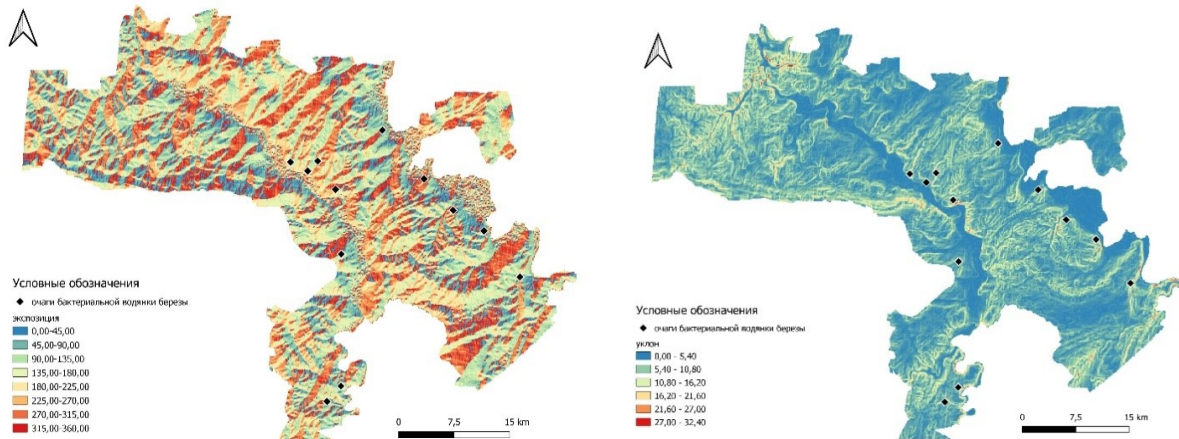 Условные обозначения
очаги бактериальной водянки березы
экспозиция
0,00-45,00
45,00-90,00
90,00-135,00
135,00-180,00
180,00-225,00
225,00-270,00
270,00-315,00
315,00-360,00
0 7,5 15 km
Условные обозначения
очаги бактериальной водянки березы
уклон
0,00 - 5,40
5,40 - 10,80
10,80 - 16,20
16,20 - 21,60
21,60 - 27,00
27,00 - 32,40
0 7,5 15 km